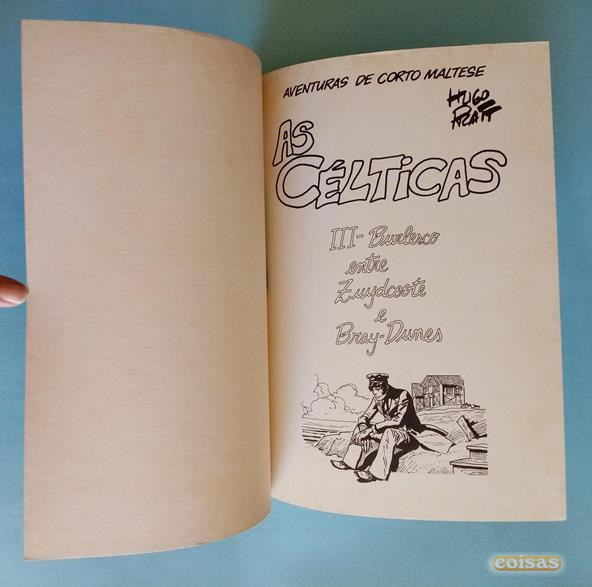 AVENTURAS DE CORTO MALTESE
HUGO
PRATT
AS
CÉLTICAS
III- Burlesco
entre
Zuydcoote
e
Bray-Dunes
coisas